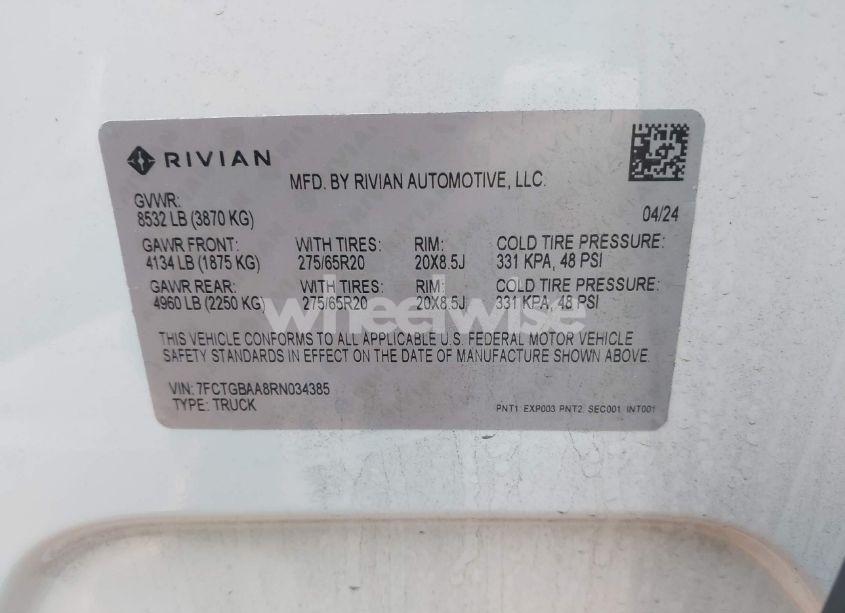 RIVIAN
MFD. BY RIVIAN AUTOMOTIVE, LLC.
GVWR:
8532 LB (3870 KG) 04/24
GAWR FRONT: WITH TIRES: RIM: COLD TIRE PRESSURE:
4134 LB (1875 KG) 275/65R20 20X8.5J 331 KPA, 48 PSI
GAWR REAR: WITH TIRES: RIM: COLD TIRE PRESSURE:
4960 LB (2250 KG) 275/65R20 20X8.5J 331 KPA, 48 PSI
wheelwise
THIS VEHICLE CONFORMS TO ALL APPLICABLE U.S. FEDERAL MOTOR VEHICLE
SAFETY STANDARDS IN EFFECT ON THE DATE OF MANUFACTURE SHOWN ABOVE.
VIN: 7FCTGBAA8RN034385
TYPE: TRUCK PNT1: EXP003 PNT2: SEC001 INT001